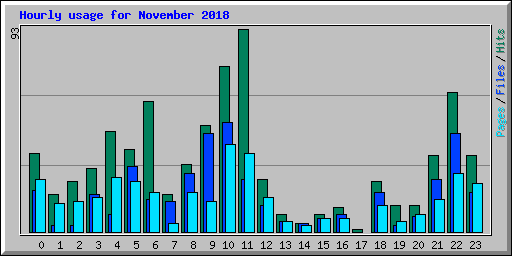 Hourly usage for November 2018
93
Pages/Files/Hits
0 1 2 3 4 5 6 7 8 9 10 11 12 13 14 15 16 17 18 19 20 21 22 23